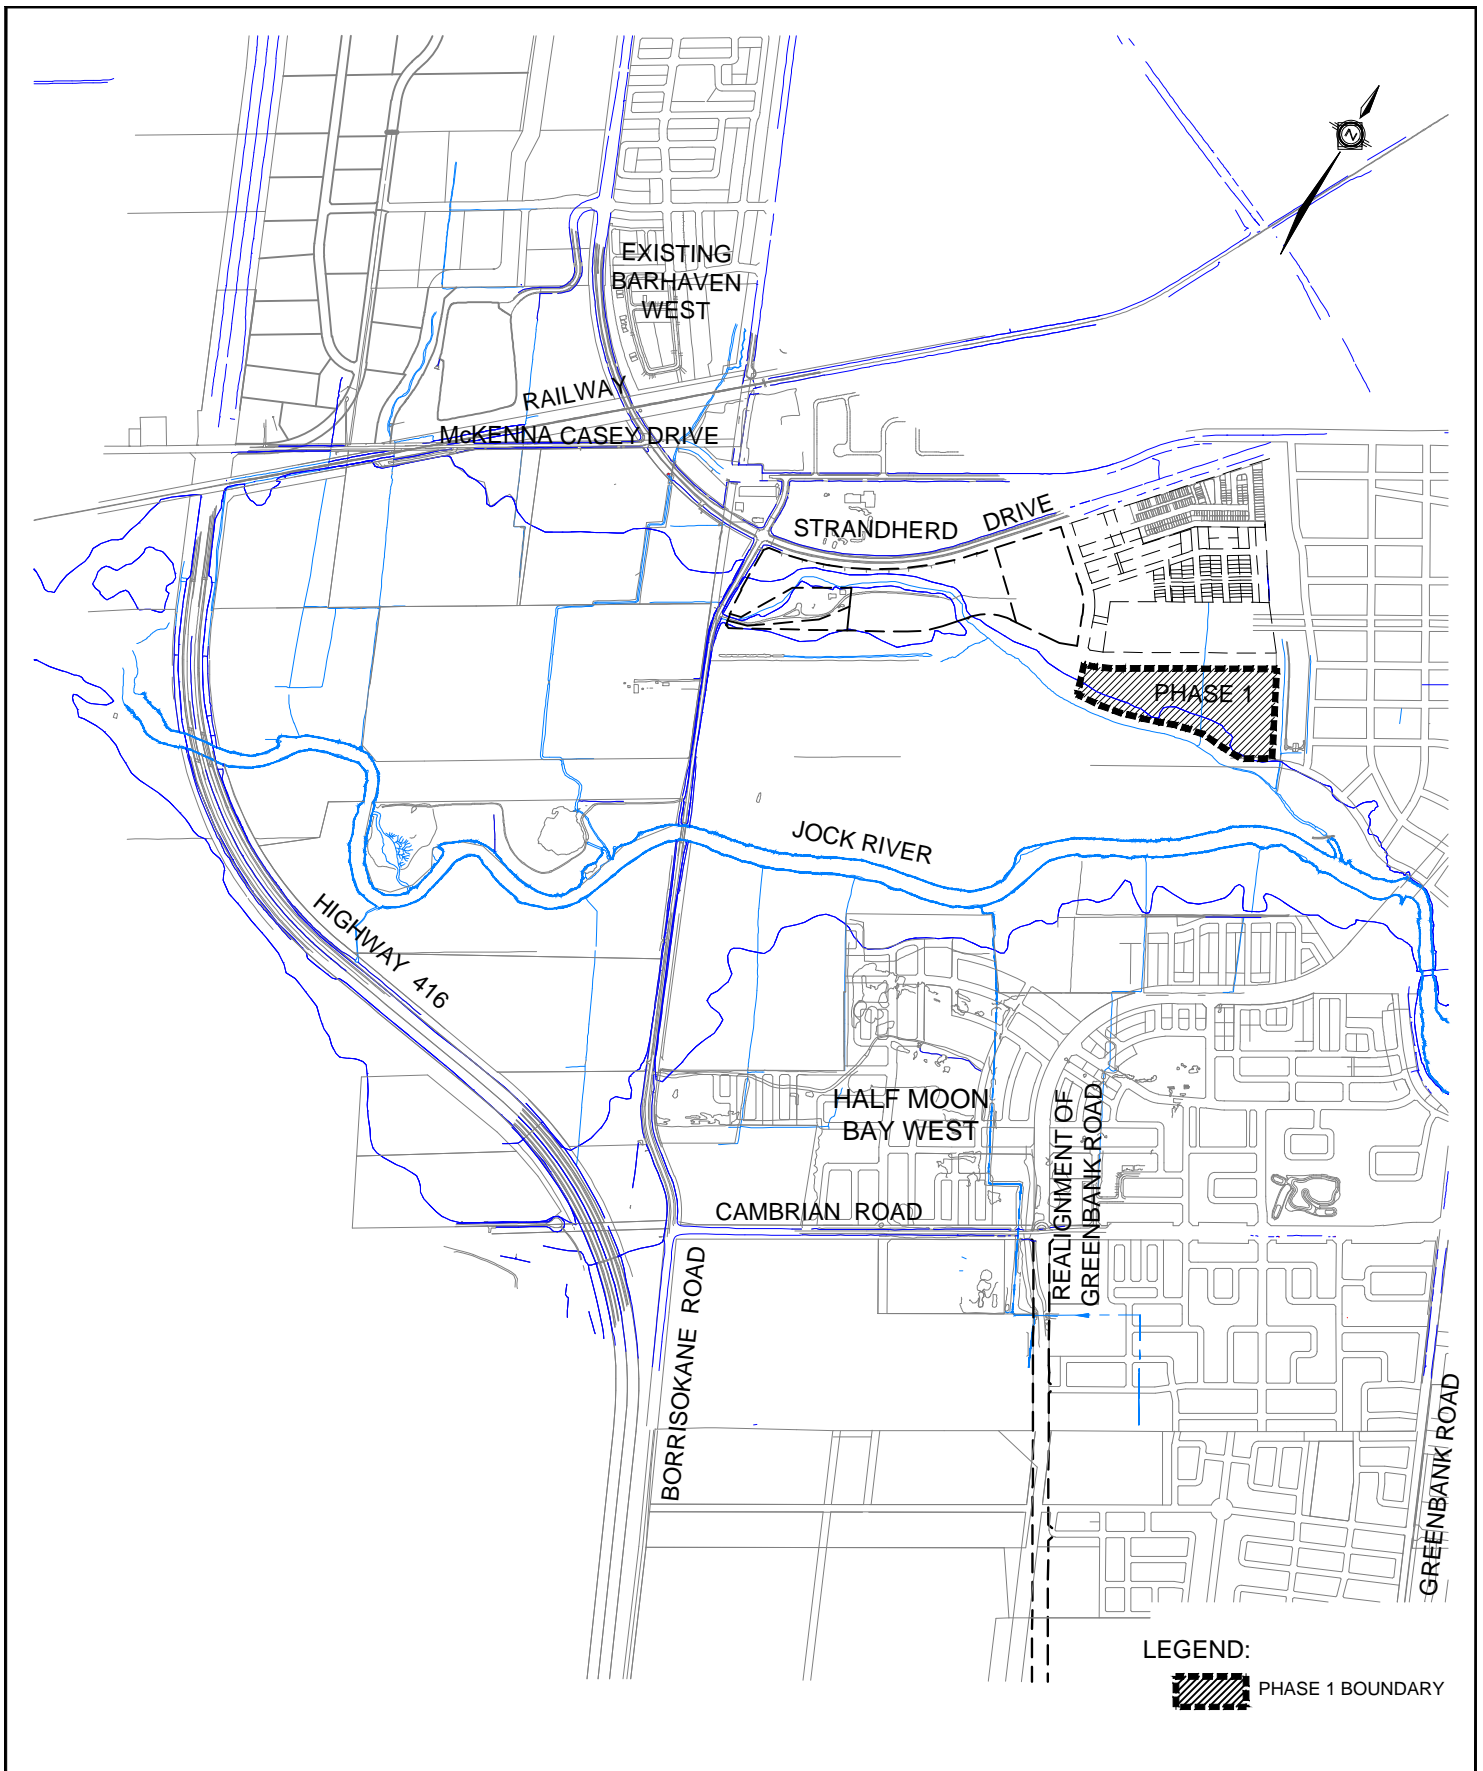 N
EXISTING
BARHAVEN
WEST
RAILWAY
McKENNA CASEY DRIVE
STRANDHERD DRIVE
PHASE 1
JOCK RIVER
HIGHWAY 416
HALF MOON
BAY WEST
REALIGNMENT OF
GREENBANK ROAD
CAMBRIAN ROAD
BORRISOKANE ROAD
GREENBANK ROAD
LEGEND:
PHASE 1 BOUNDARY